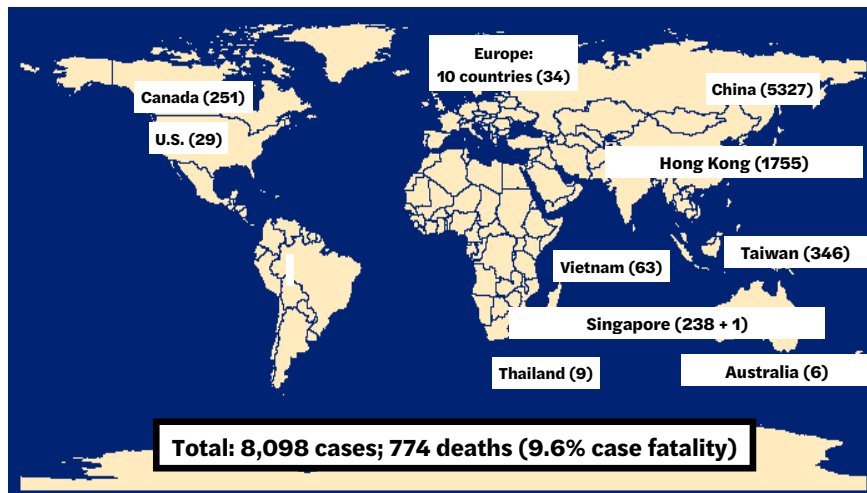 Europe:
10 countries (34)
Canada (251)
China (5327)
U.S. (29)
Hong Kong (1755)
Taiwan (346)
Vietnam (63)
Singapore (238 + 1)
Thailand (9)
Australia (6)
Total: 8,098 cases; 774 deaths (9.6% case fatality)